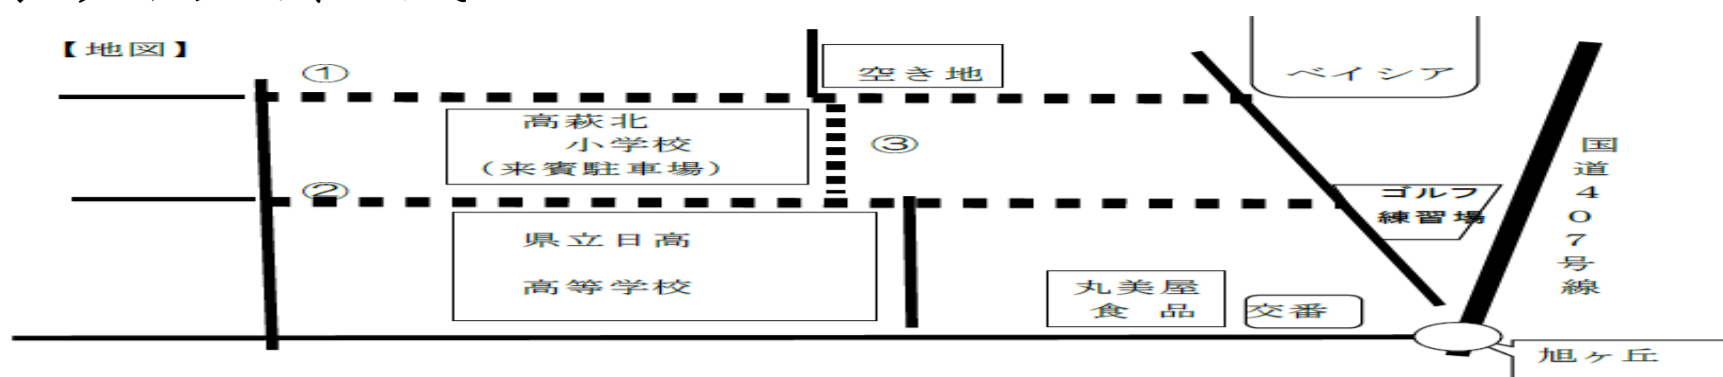 【地図】
①
空き地
ベイシア
高萩北
小学校
(来賓駐車場)
③
国道407号線
②
ゴルフ
練習場
県立日高
高等学校
丸美屋
食品
交番
旭ヶ丘